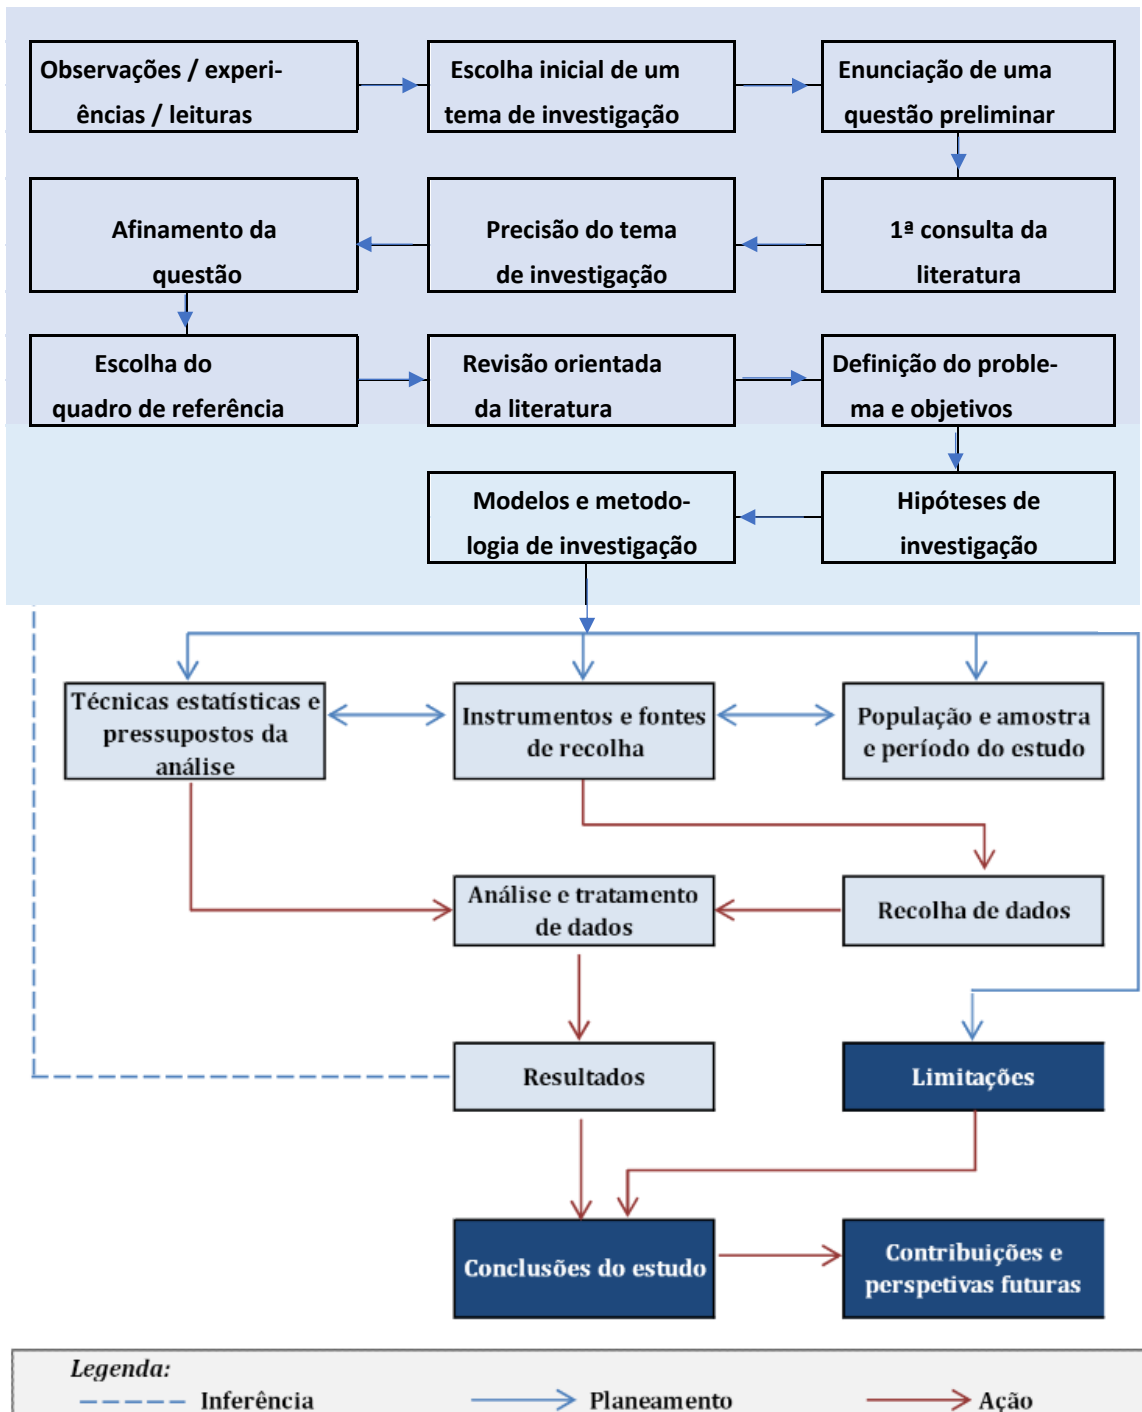 Observações / experi-
ências / leituras
Escolha inicial de um
tema de investigação
Enunciação de uma
questão preliminar
Afinamento da
questão
Precisão do tema
de investigação
1ª consulta da
literatura
Escolha do
quadro de referência
Revisão orientada
da literatura
Definição do proble-
ma e objetivos
Modelos e metodo-
logia de investigação
Hipóteses de
investigação
Técnicas estatísticas e
pressupostos da
análise
Instrumentos e fontes
de recolha
População e amostra
e período do estudo
Análise e tratamento
de dados
Recolha de dados
Resultados
Limitações
Conclusões do estudo
Contribuições e
perspetivas futuras
Legenda:
Inferência
Planeamento
Ação